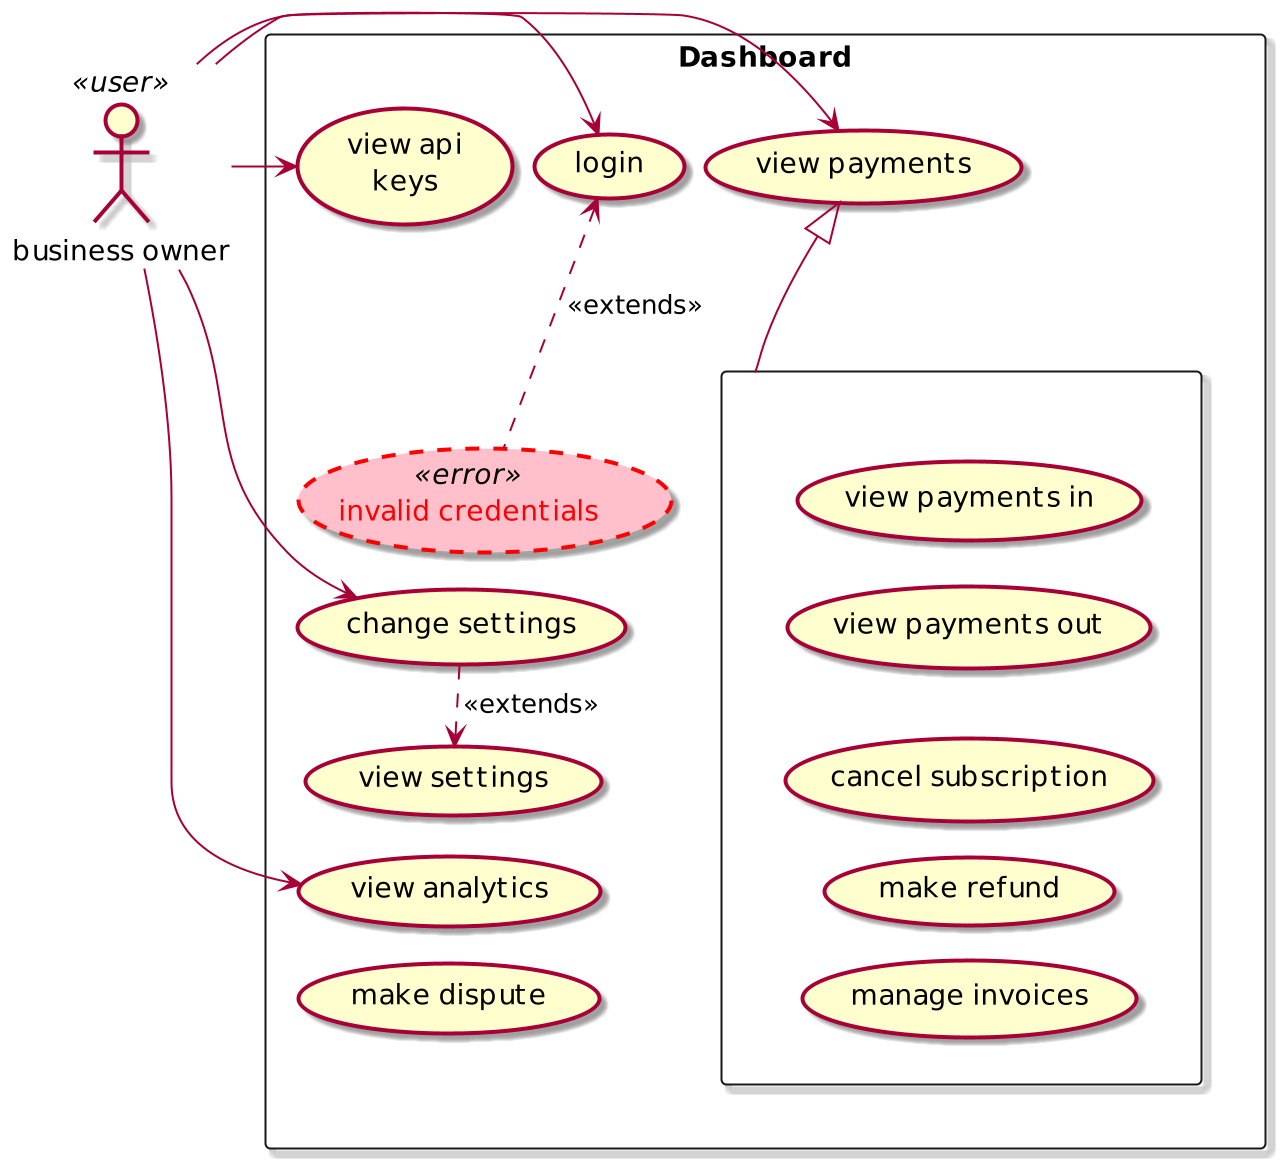 Dashboard
«user»
business owner
view api
keys
login
view payments
«extends»
«error»
invalid credentials
change settings
«extends»
view settings
view analytics
make dispute
view payments in
view payments out
cancel subscription
make refund
manage invoices